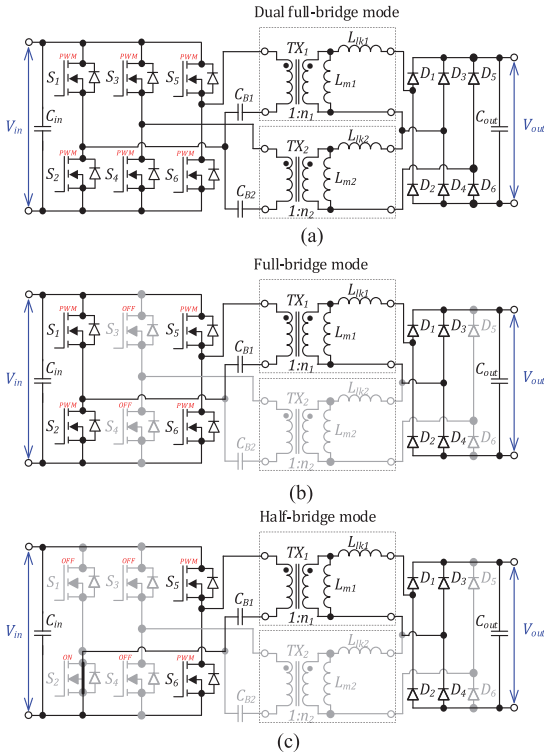 Dual full-bridge mode
PWM PWM PWM
S1 S3 S5
TX1 Llk1
Lm1
CB1
1:n1
D1 D3 D5
Vin Cin
Cout Vout
PWM PWM PWM
S2 S4 S6
TX2 Llk2
Lm2
CB2
1:n2
D2 D4 D6
(a)
Full-bridge mode
PWM OFF PWM
S1 S3 S5
TX1 Llk1
Lm1
CB1
1:n1
D1 D3 D5
Vin Cin
Cout Vout
PWM OFF PWM
S2 S4 S6
TX2 Llk2
Lm2
CB2
1:n2
D2 D4 D6
(b)
Half-bridge mode
OFF OFF PWM
S1 S3 S5
TX1 Llk1
Lm1
CB1
1:n1
D1 D3 D5
Vin Cin
Cout Vout
ON OFF PWM
S2 S4 S6
TX2 Llk2
Lm2
CB2
1:n2
D2 D4 D6
(c)